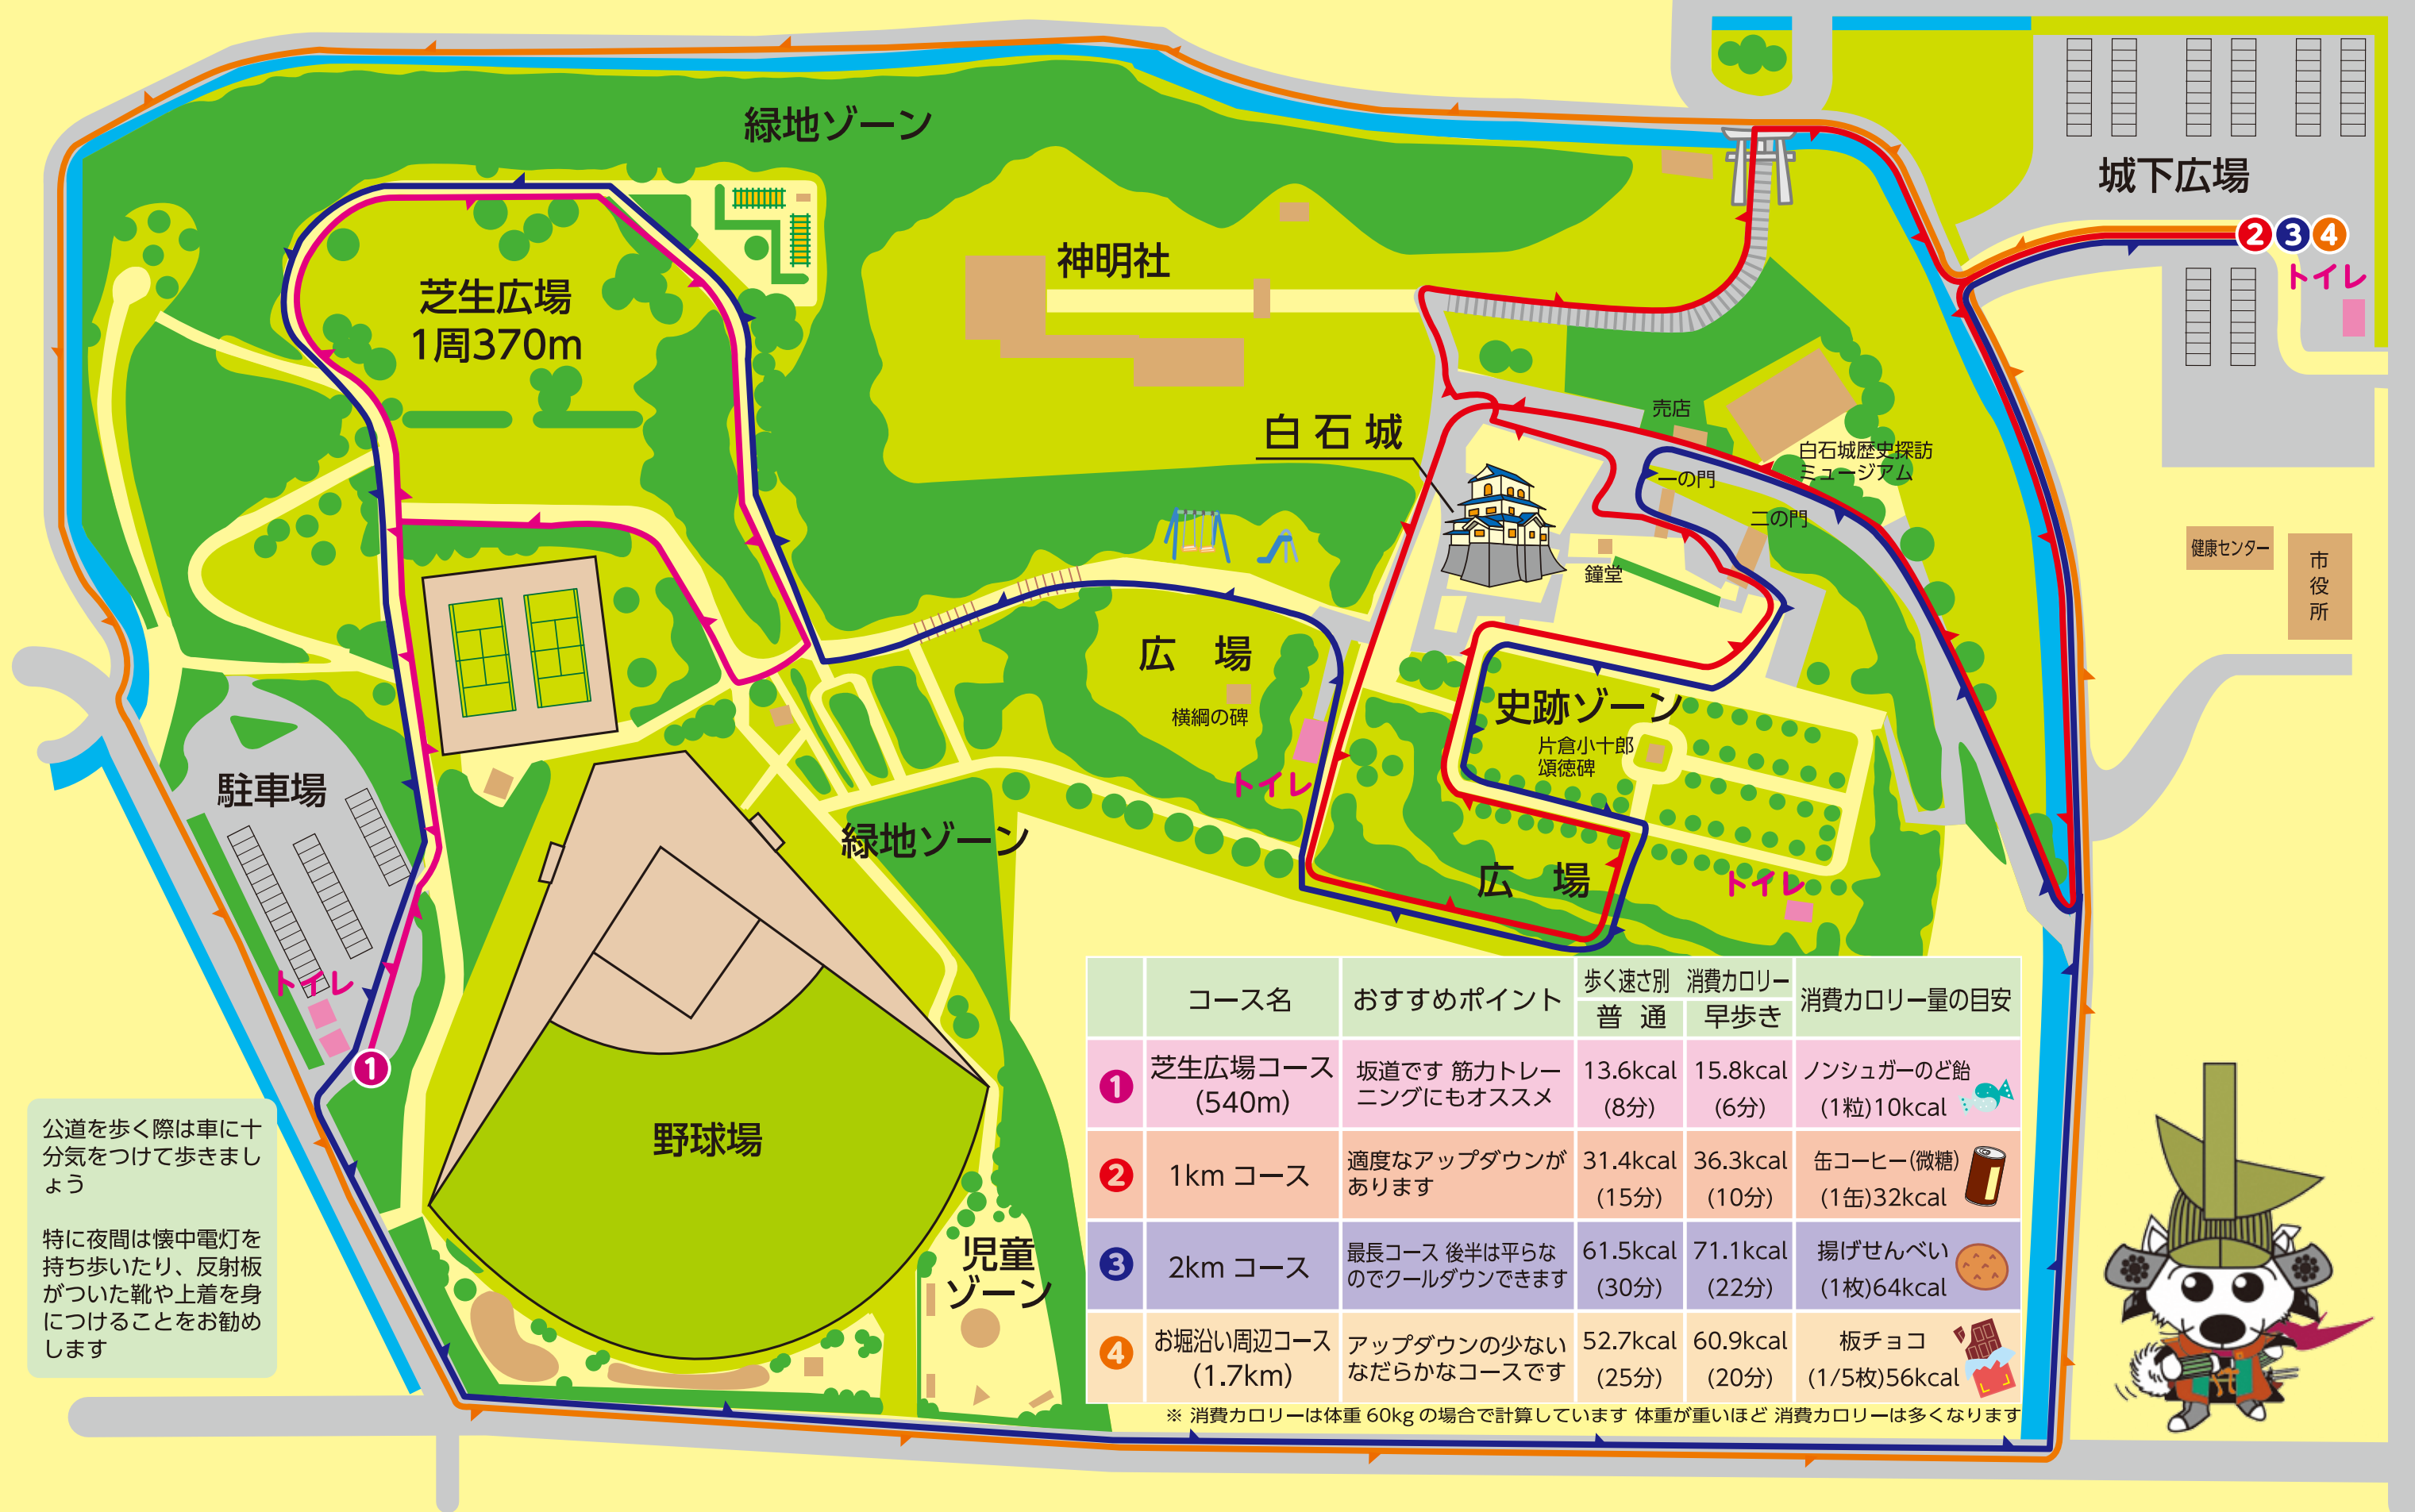 緑地ゾーン
城下広場
2 3 4
トイレ
神明社
芝生広場
1周370m
白石城
売店
白石城歴史探訪
ミュージアム
一の門
二の門
鐘堂
健康センター
市
役
所
広 場
横綱の碑
トイレ
史跡ゾーン
片倉小十郎
頌徳碑
駐車場
緑地ゾーン
広 場
トイレ
トイレ
1
野球場
児童
ゾーン
公道を歩く際は車に十
分気をつけて歩きまし
ょう
特に夜間は懐中電灯を
持ち歩いたり、反射板
がついた靴や上着を身
につけることをお勧め
します
コース名 おすすめポイント 歩く速さ別 消費カロリー 消費カロリー量の目安
普 通 早歩き
1 芝生広場コース
(540m)
坂道です 筋力トレー
ニングにもオススメ
13.6kcal
(8分)
15.8kcal
(6分)
ノンシュガーのど飴
(1粒)10kcal
2 1km コース
適度なアップダウンが
あります
31.4kcal
(15分)
36.3kcal
(10分)
缶コーヒー(微糖)
(1缶)32kcal
3 2km コース
最長コース 後半は平らな
のでクールダウンできます
61.5kcal
(30分)
71.1kcal
(22分)
揚げせんべい
(1枚)64kcal
4 お堀沿い周辺コース
(1.7km)
アップダウンの少ない
なだらかなコースです
52.7kcal
(25分)
60.9kcal
(20分)
板チョコ
(1/5枚)56kcal
※ 消費カロリーは体重 60kg の場合で計算しています 体重が重いほど 消費カロリーは多くなります